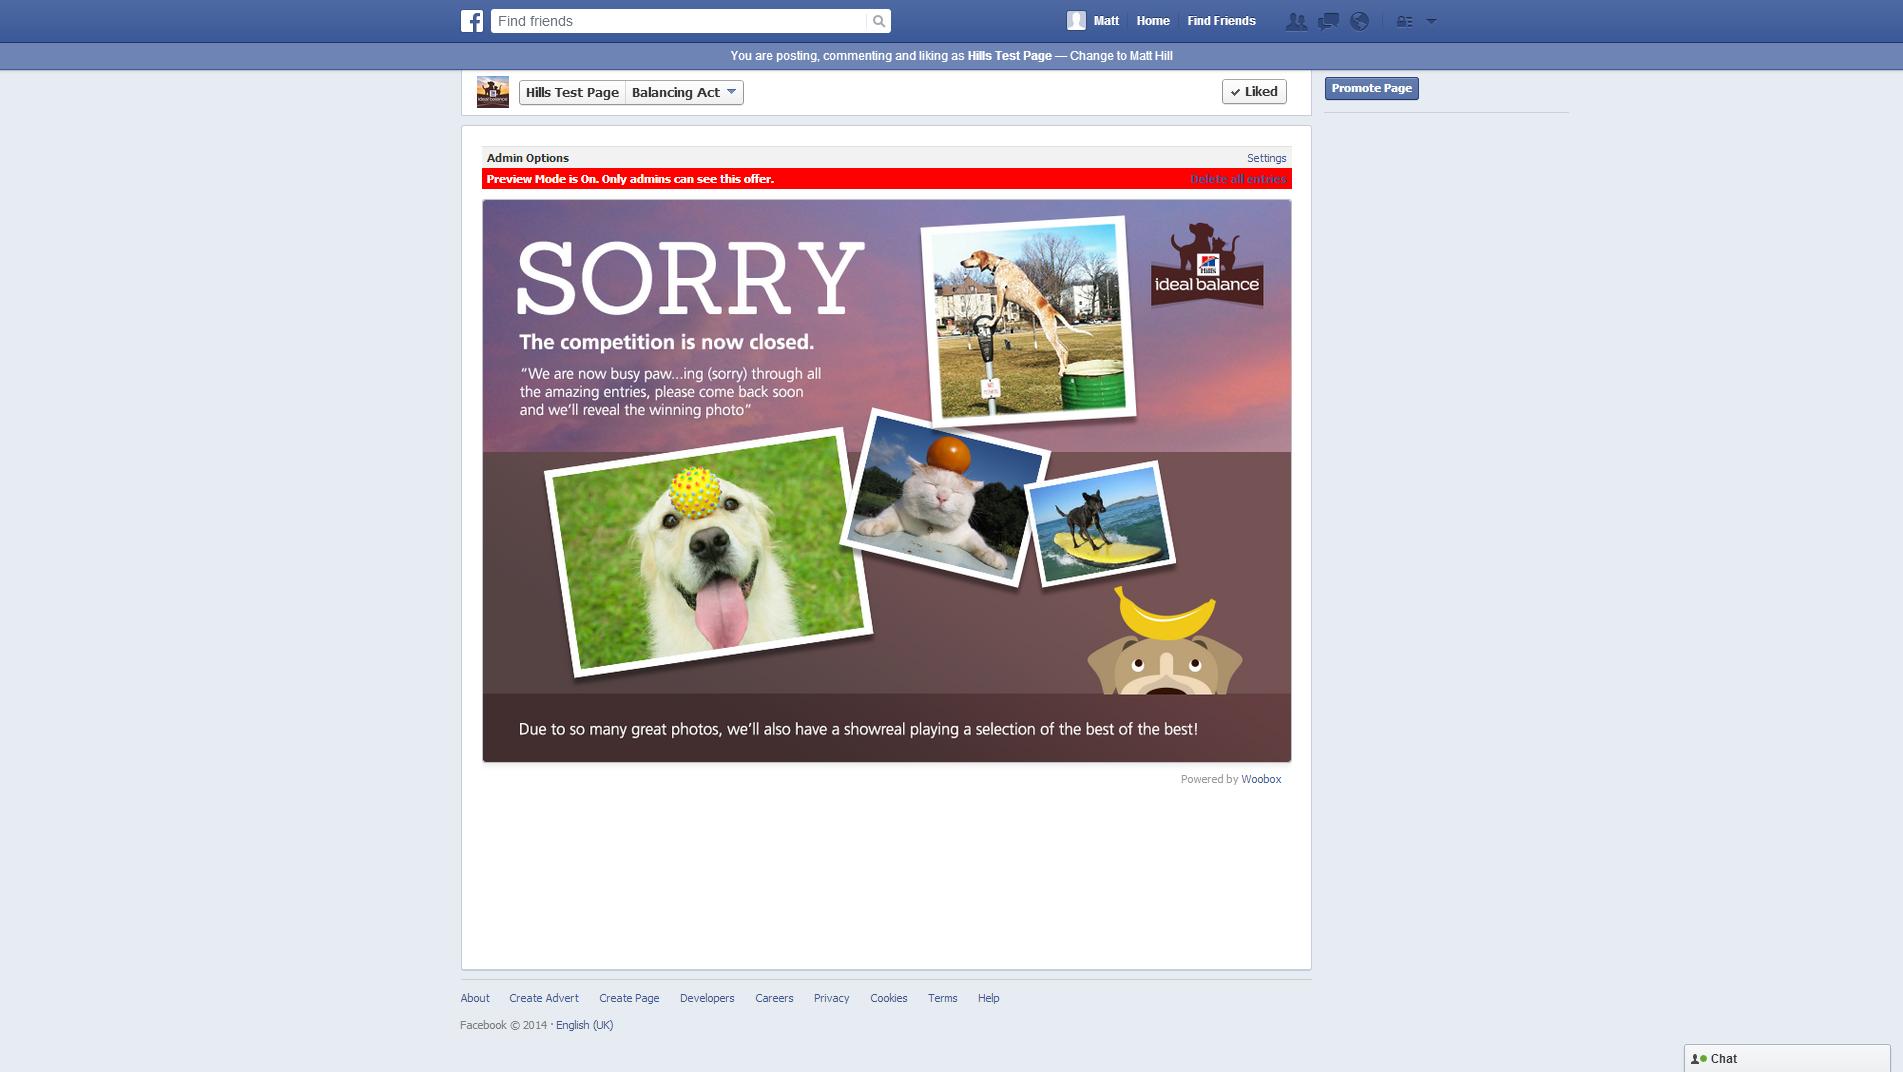 Find friends
Matt Home Find Friends
You are posting, commenting and liking as Hills Test Page — Change to Matt Hill
Hills Test Page Balancing Act
Liked
Promote Page
Admin Options Settings
Preview Mode is On. Only admins can see this offer. Delete all entries
SORRY
Hill's
ideal balance
The competition is now closed.
“We are now busy paw...ing (sorry) through all
the amazing entries, please come back soon
and we’ll reveal the winning photo”
Due to so many great photos, we’ll also have a showreal playing a selection of the best of the best!
Powered by Woobox
About Create Advert Create Page Developers Careers Privacy Cookies Terms Help
Facebook © 2014 · English (UK)
Chat